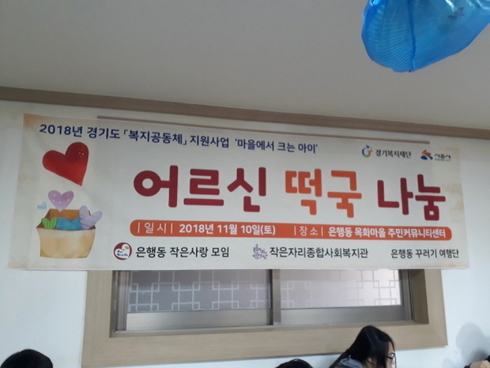 2018년 경기도 「복지공동체」 지원사업 '마을에서 크는 아이'
경기복지재단 시흥시
어르신 떡국 나눔
| 일 시 | 2018년 11월 10일(토) | 장 소 | 은행동 목화마을 주민커뮤니티센터
은행동 작은사랑 모임 작은자리종합사회복지관 은행동 꾸러기 여행단